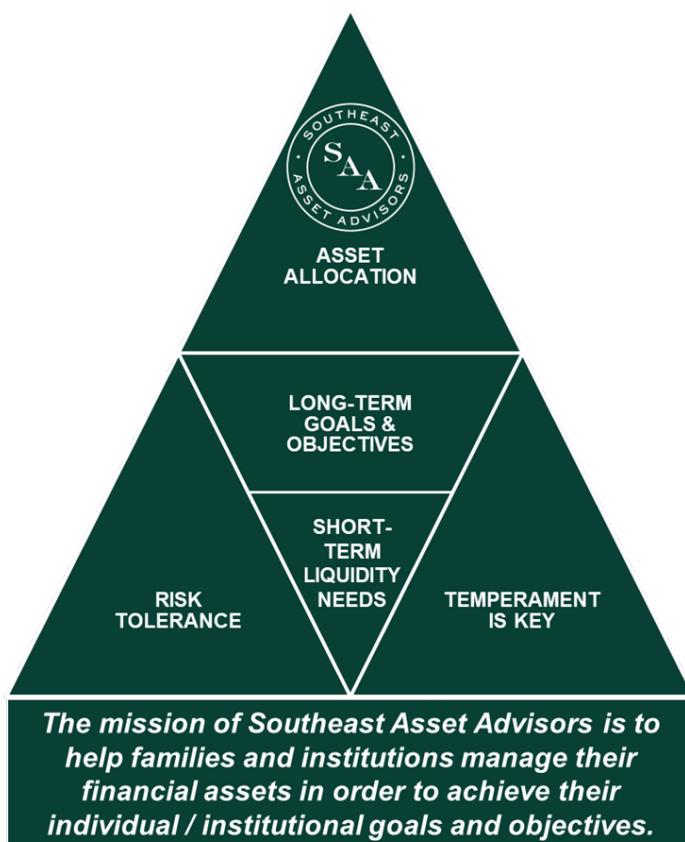 SOUTHEAST
SAA
ASSET ADVISORS
ASSET
ALLOCATION
LONG-TERM
GOALS &
OBJECTIVES
SHORT-
TERM
LIQUIDITY
NEEDS
RISK
TOLERANCE
TEMPERAMENT
IS KEY
The mission of Southeast Asset Advisors is to
help families and institutions manage their
financial assets in order to achieve their
individual / institutional goals and objectives.